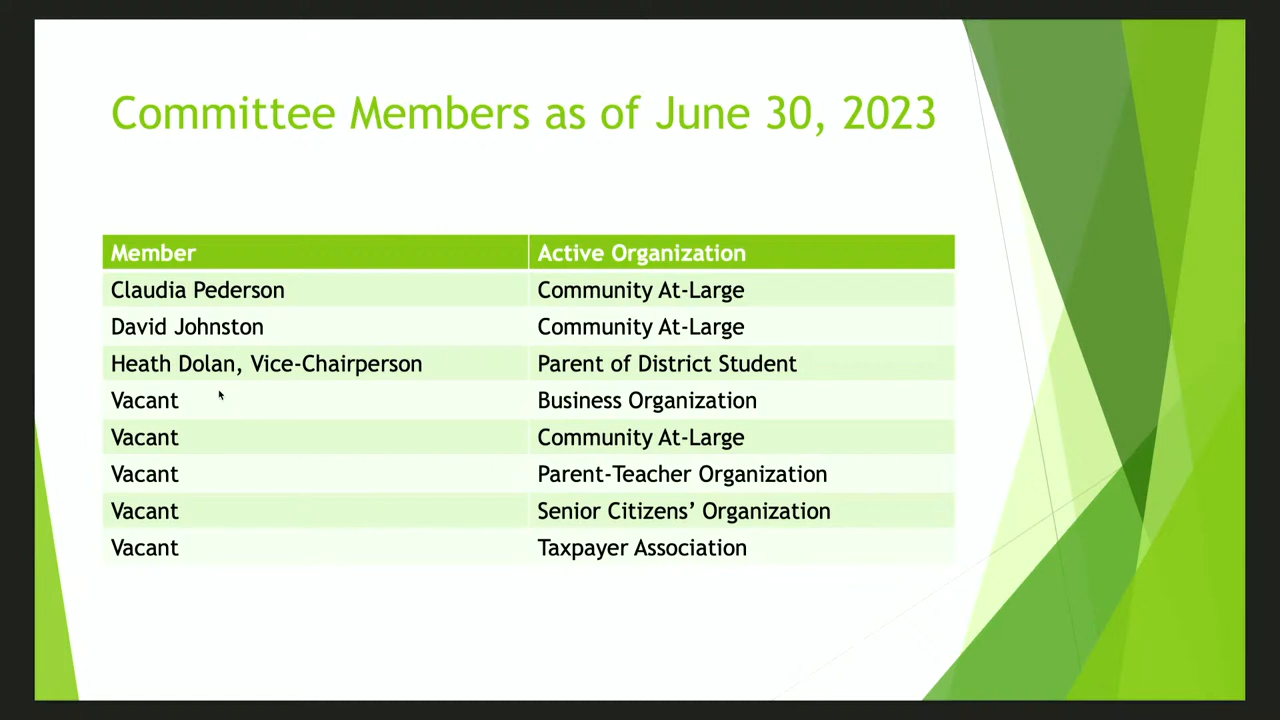 Committee Members as of June 30, 2023
Member Active Organization
Claudia Pederson Community At-Large
David Johnston Community At-Large
Heath Dolan, Vice-Chairperson Parent of District Student
Vacant Business Organization
Vacant Community At-Large
Vacant Parent-Teacher Organization
Vacant Senior Citizens’ Organization
Vacant Taxpayer Association